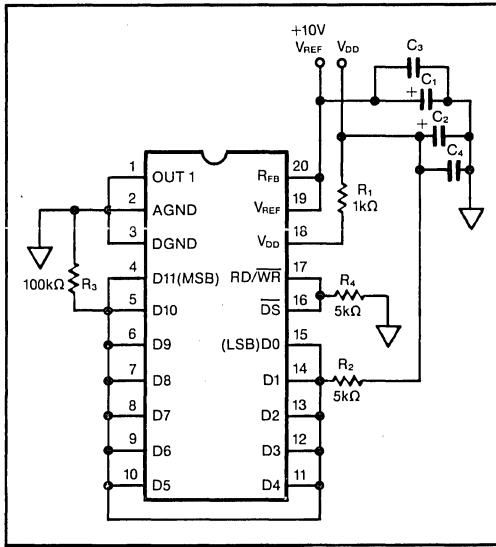 +10V
VREF VDD
C3
+ C1
+ C2
C4
1 OUT 1 RFB 20
2 AGND VREF 19
3 DGND VDD 18
R1
1kΩ
4 D11(MSB) RD/WR 17
100kΩ R3
5 D10 DS 16
R4
5kΩ
6 D9 (LSB)D0 15
7 D8 D1 14
R2
5kΩ
8 D7 D2 13
9 D6 D3 12
10 D5 D4 11